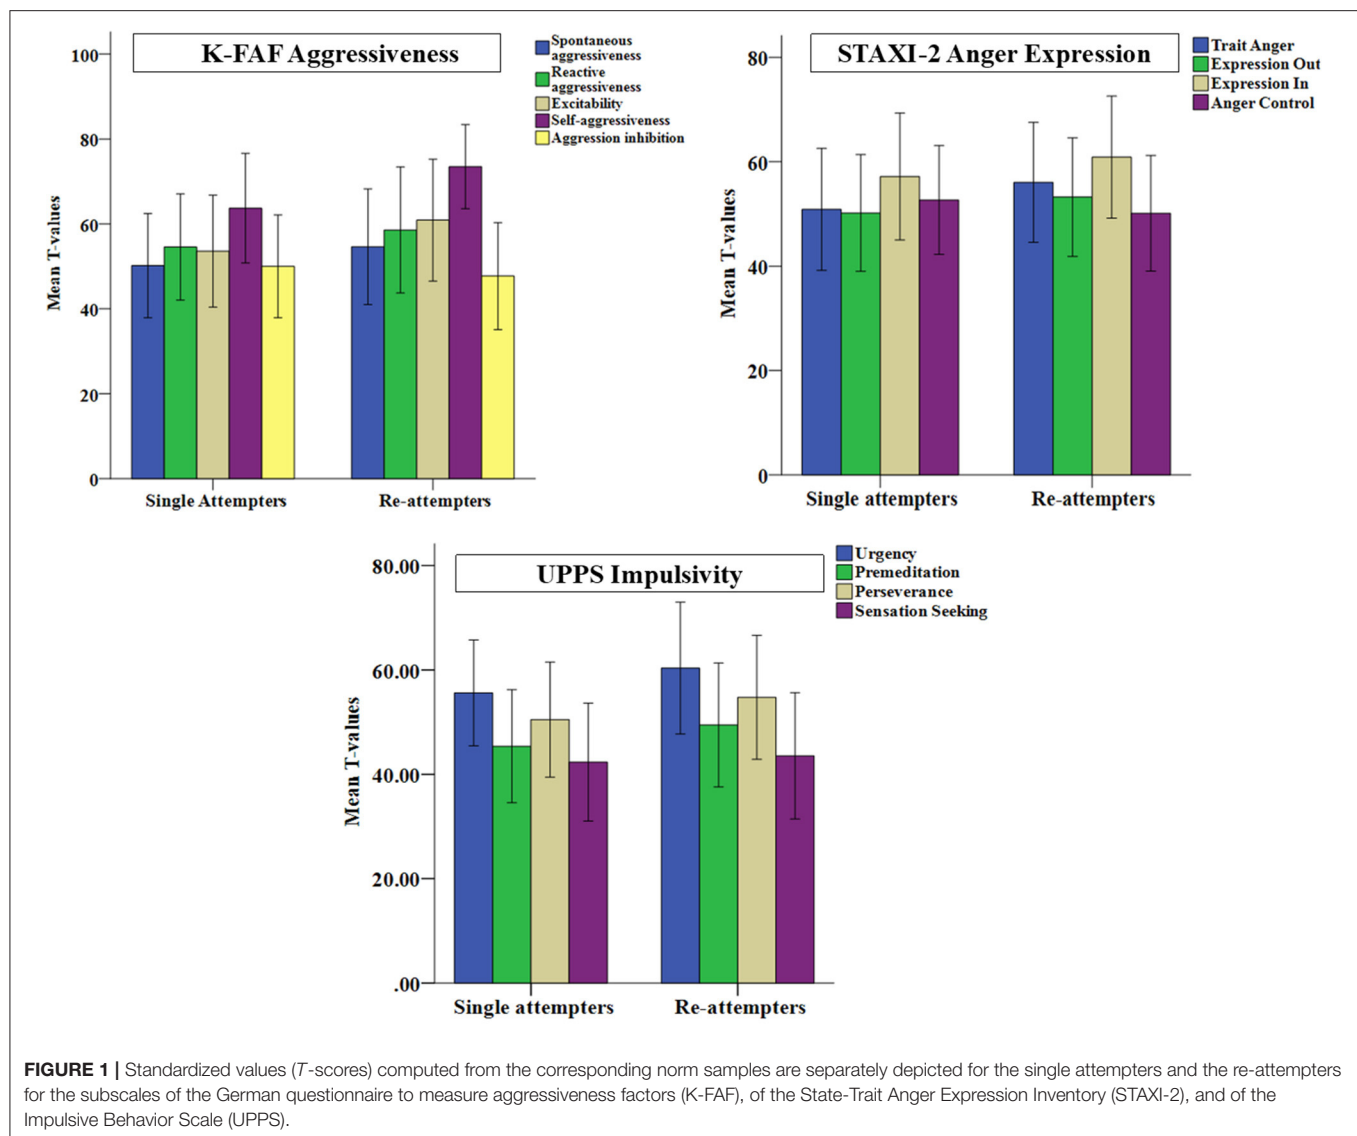 K-FAF Aggressiveness
Spontaneous
aggressiveness
Reactive
aggressiveness
Excitability
Self-aggressiveness
Aggression inhibition
Mean T-values
100
80
60
40
20
0
Single Attempters
Re-attempters
STAXI-2 Anger Expression
Trait Anger
Expression Out
Expression In
Anger Control
Mean T-values
80
60
40
20
0
Single attempters
Re-attempters
UPPS Impulsivity
Urgency
Premeditation
Perseverance
Sensation Seeking
Mean T-values
80.00
60.00
40.00
20.00
.00
Single attempters
Re-attempters
FIGURE 1 | Standardized values (T-scores) computed from the corresponding norm samples are separately depicted for the single attempters and the re-attempters
for the subscales of the German questionnaire to measure aggressiveness factors (K-FAF), of the State-Trait Anger Expression Inventory (STAXI-2), and of the
Impulsive Behavior Scale (UPPS).